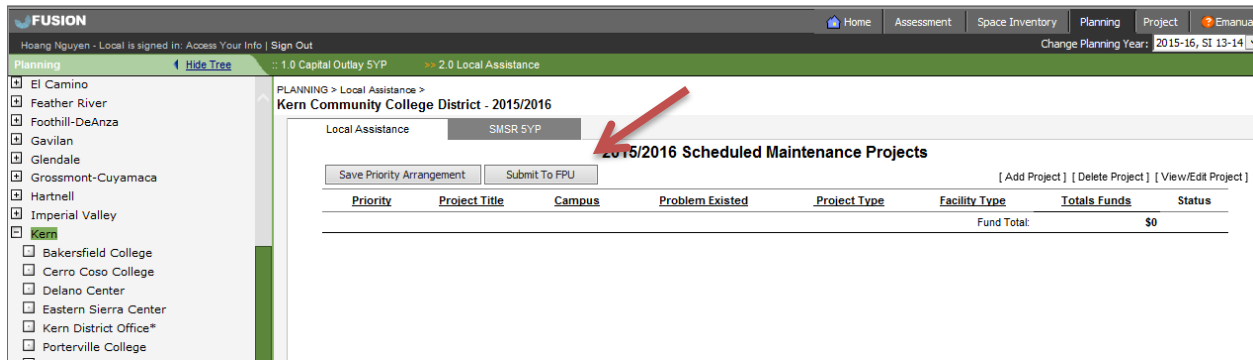 FUSION
Home Assessment Space Inventory Planning Project Emanua
Hoang Nguyen - Local is signed in: Access Your Info | Sign Out
Change Planning Year: 2015-16, SI 13-14
Planning Hide Tree :: 1.0 Capital Outlay 5YP >> 2.0 Local Assistance
El Camino
Feather River
Foothill-DeAnza
Gavilan
Glendale
Grossmont-Cuyamaca
Hartnell
Imperial Valley
Kern
Bakersfield College
Cerro Coso College
Delano Center
Eastern Sierra Center
Kern District Office*
Porterville College
PLANNING > Local Assistance >
Kern Community College District - 2015/2016
Local Assistance SMSR 5YP
2015/2016 Scheduled Maintenance Projects
Save Priority Arrangement Submit To FPU [ Add Project ] [ Delete Project ] [ View/Edit Project ]
Priority Project Title Campus Problem Existed Project Type Facility Type Totals Funds Status
Fund Total: $0